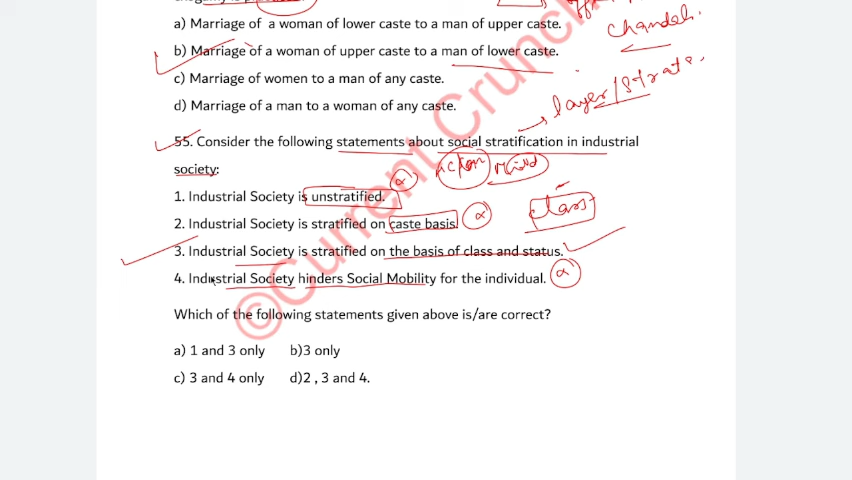 a) Marriage of a woman of lower caste to a man of upper caste.
chandal.
b) Marriage of a woman of upper caste to a man of lower caste.
c) Marriage of women to a man of any caste.
layer/strata.
d) Marriage of a man to a woman of any caste.
55. Consider the following statements about social stratification in industrial
society:
1. Industrial Society is unstratified.
2. Industrial Society is stratified on caste basis.
class
3. Industrial Society is stratified on the basis of class and status.
4. Industrial Society hinders Social Mobility for the individual.
Which of the following statements given above is/are correct?
a) 1 and 3 only b)3 only
c) 3 and 4 only d)2 , 3 and 4.
©Current Crunch